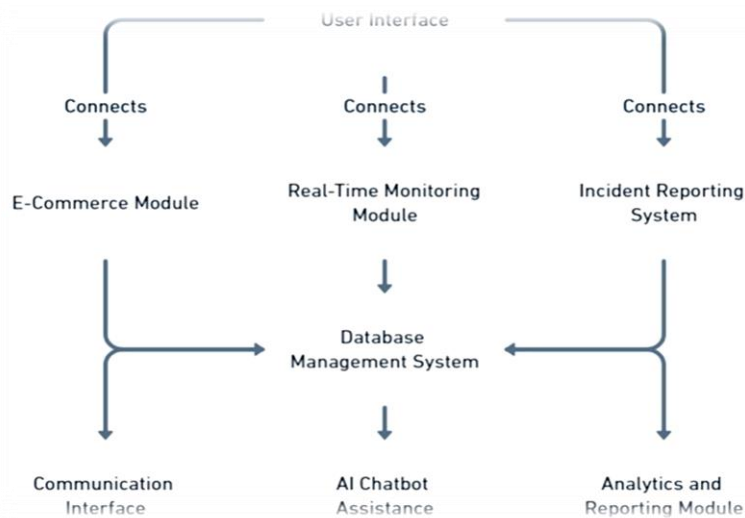 User Interface
Connects
Connects
Connects
E-Commerce Module
Real-Time Monitoring
Module
Incident Reporting
System
Database
Management System
Communication
Interface
AI Chatbot
Assistance
Analytics and
Reporting Module